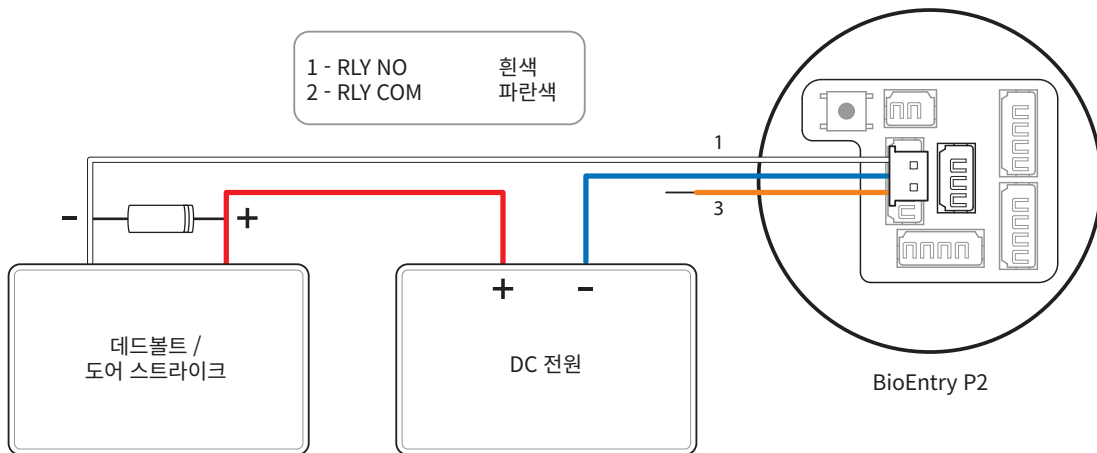 1 - RLY NO 흰색
2 - RLY COM 파란색
1
3
- +
+ -
데드볼트 /
도어 스트라이크
DC 전원
BioEntry P2